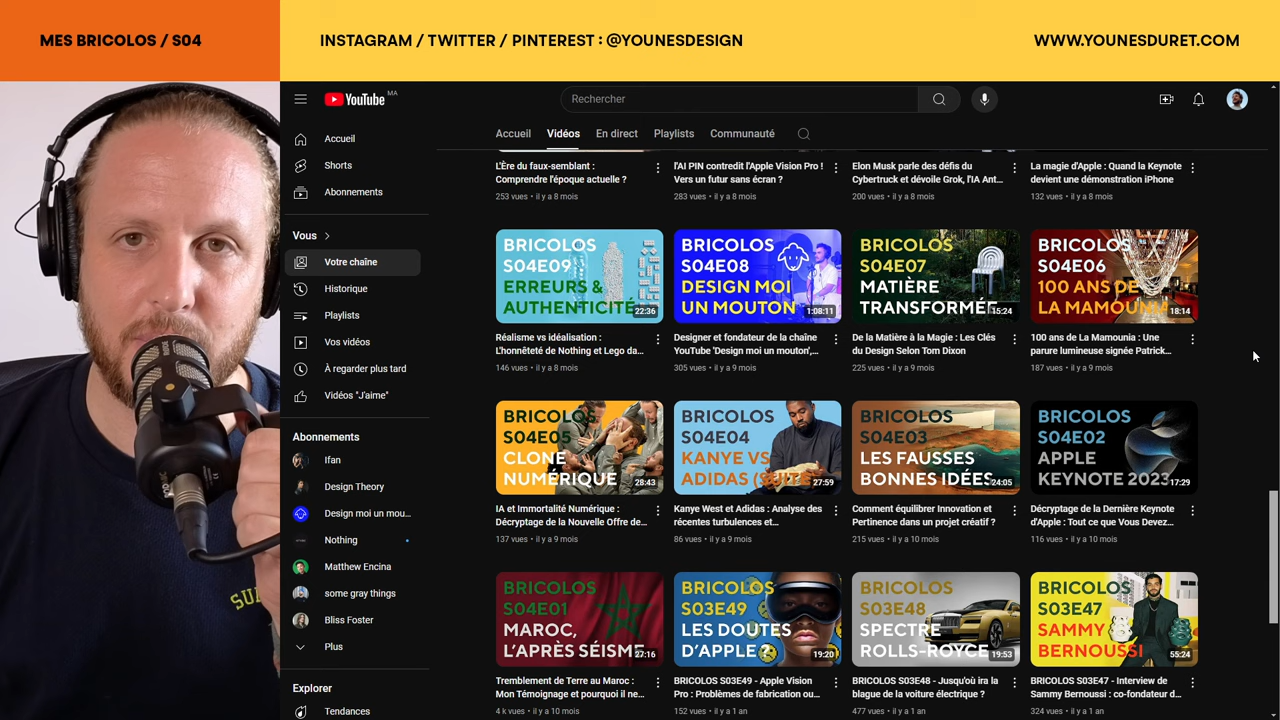 MES BRICOLOS / S04
INSTAGRAM / TWITTER / PINTEREST : @YOUNESDESIGN
WWW.YOUNESDURET.COM
YouTube MA
Rechercher
Accueil
Vidéos
En direct
Playlists
Communauté
Accueil
Shorts
Abonnements
Vous
Votre chaîne
Historique
Playlists
Vos vidéos
À regarder plus tard
Vidéos "J'aime"
Abonnements
Ifan
Design Theory
Design moi un mou...
Nothing
Matthew Encina
some gray things
Bliss Foster
Plus
Explorer
Tendances
L'Ère du faux-semblant :
Comprendre l'époque actuelle ?
253 vues • il y a 8 mois
l'AI PIN contredit l'Apple Vision Pro !
Vers un futur sans écran ?
283 vues • il y a 8 mois
Elon Musk parle des défis du
Cybertruck et dévoile Grok, l'IA Ant...
200 vues • il y a 8 mois
La magie d'Apple : Quand la Keynote
devient une démonstration iPhone
132 vues • il y a 8 mois
BRICOLOS
S04E09
ERREURS &
AUTHENTICITÉ
22:36
Réalisme vs idéalisation :
L'honnêteté de Nothing et Lego da...
146 vues • il y a 8 mois
BRICOLOS
S04E08
DESIGN MOI
UN MOUTON
1:08:11
Designer et fondateur de la chaîne
YouTube 'Design moi un mouton',...
305 vues • il y a 9 mois
BRICOLOS
S04E07
MATIÈRE
TRANSFORMÉE
15:24
De la Matière à la Magie : Les Clés
du Design Selon Tom Dixon
225 vues • il y a 9 mois
BRICOLOS
S04E06
100 ANS DE
LA MAMOUNIA
18:14
100 ans de La Mamounia : Une
parure lumineuse signée Patrick...
187 vues • il y a 9 mois
BRICOLOS
S04E05
CLONE
NUMÉRIQUE
28:43
IA et Immortalité Numérique :
Décryptage de la Nouvelle Offre de...
137 vues • il y a 9 mois
BRICOLOS
S04E04
KANYE VS
ADIDAS (SUITE)
27:59
Kanye West et Adidas : Analyse des
récentes turbulences et...
86 vues • il y a 9 mois
BRICOLOS
S04E03
LES FAUSSES
BONNES IDÉES
24:05
Comment équilibrer Innovation et
Pertinence dans un projet créatif ?
215 vues • il y a 10 mois
BRICOLOS
S04E02
APPLE
KEYNOTE 2023
17:29
Décryptage de la Dernière Keynote
d'Apple : Tout ce que Vous Devez...
116 vues • il y a 10 mois
BRICOLOS
S04E01
MAROC,
L'APRÈS SÉISME
27:16
Tremblement de Terre au Maroc :
Mon Témoignage et pourquoi il ne...
4 k vues • il y a 10 mois
BRICOLOS
S03E49
LES DOUTES
D'APPLE ?
19:20
BRICOLOS S03E49 - Apple Vision
Pro : Problèmes de fabrication ou...
152 vues • il y a 1 an
BRICOLOS
S03E48
SPECTRE
ROLLS-ROYCE
19:53
BRICOLOS S03E48 - Jusqu'où ira la
blague de la voiture électrique ?
477 vues • il y a 1 an
BRICOLOS
S03E47
SAMMY
BERNOUSSI
55:24
BRICOLOS S03E47 - Interview de
Sammy Bernoussi : co-fondateur d...
324 vues • il y a 1 an